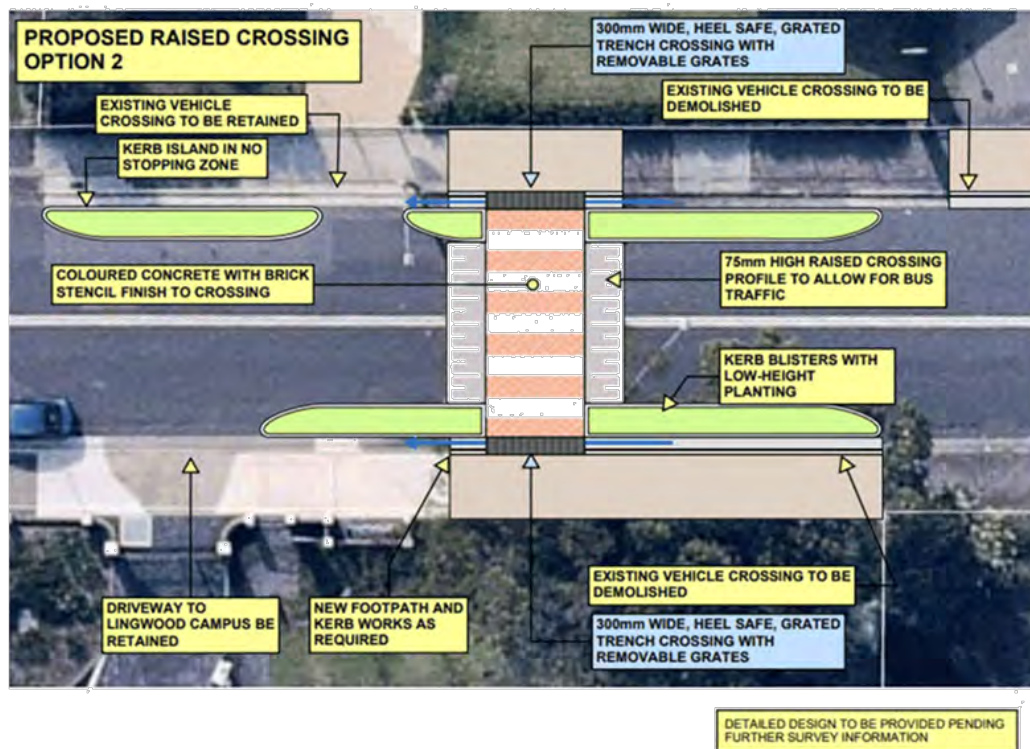 PROPOSED RAISED CROSSING
OPTION 2
300mm WIDE, HEEL SAFE, GRATED
TRENCH CROSSING WITH
REMOVABLE GRATES
EXISTING VEHICLE CROSSING TO BE
DEMOLISHED
EXISTING VEHICLE
CROSSING TO BE RETAINED
KERB ISLAND IN NO
STOPPING ZONE
COLOURED CONCRETE WITH BRICK
STENCIL FINISH TO CROSSING
75mm HIGH RAISED CROSSING
PROFILE TO ALLOW FOR BUS
TRAFFIC
KERB BLISTERS WITH
LOW-HEIGHT
PLANTING
DRIVEWAY TO
LINGWOOD CAMPUS BE
RETAINED
NEW FOOTPATH AND
KERB WORKS AS
REQUIRED
EXISTING VEHICLE CROSSING TO BE
DEMOLISHED
300mm WIDE, HEEL SAFE, GRATED
TRENCH CROSSING WITH
REMOVABLE GRATES
DETAILED DESIGN TO BE PROVIDED PENDING
FURTHER SURVEY INFORMATION